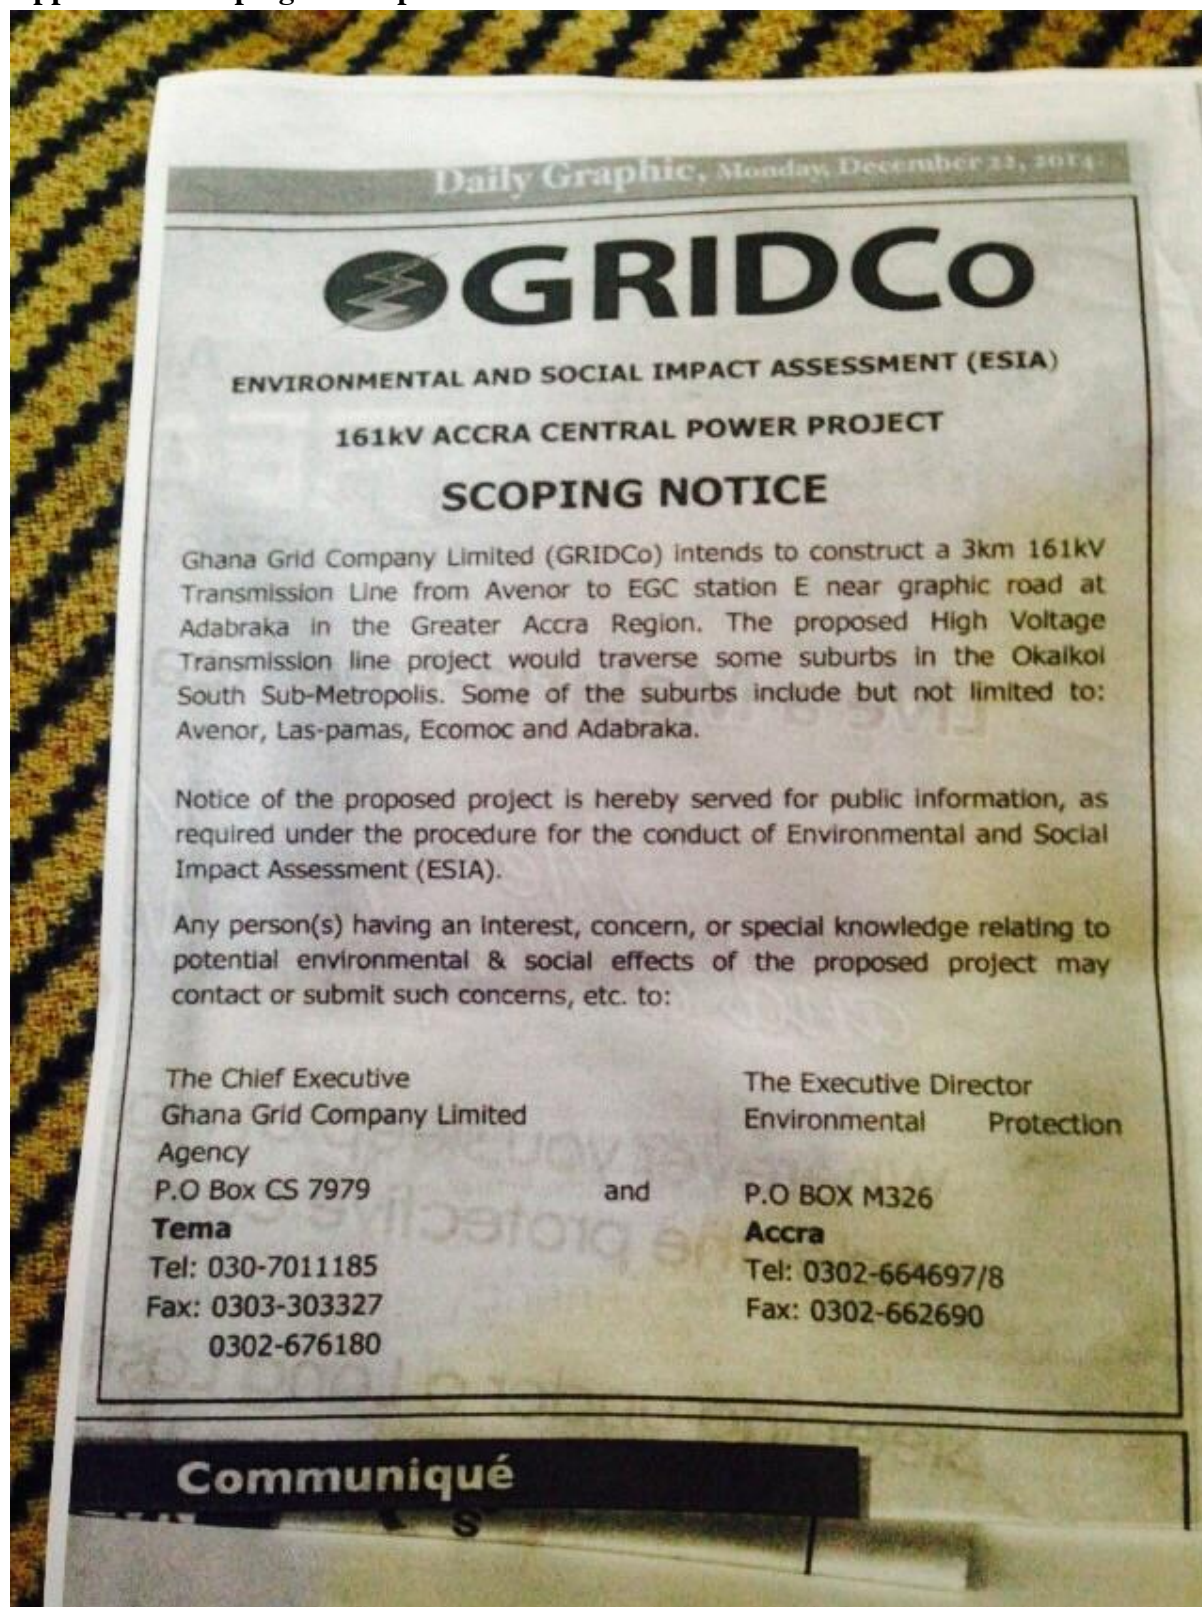 Daily Graphic, Monday, December 22, 2014
GRIDCo
ENVIRONMENTAL AND SOCIAL IMPACT ASSESSMENT (ESIA)
161kV ACCRA CENTRAL POWER PROJECT
SCOPING NOTICE
Ghana Grid Company Limited (GRIDCo) intends to construct a 3km 161kV
Transmission Line from Avenor to EGC station E near graphic road at
Adabraka in the Greater Accra Region. The proposed High Voltage
Transmission line project would traverse some suburbs in the Okaikoi
South Sub-Metropolis. Some of the suburbs include but not limited to:
Avenor, Las-pamas, Ecomoc and Adabraka.
Notice of the proposed project is hereby served for public information, as
required under the procedure for the conduct of Environmental and Social
Impact Assessment (ESIA).
Any person(s) having an interest, concern, or special knowledge relating to
potential environmental & social effects of the proposed project may
contact or submit such concerns, etc. to:
The Chief Executive The Executive Director
Ghana Grid Company Limited Environmental Protection
Agency
P.O Box CS 7979 and P.O BOX M326
Tema Accra
Tel: 030-7011185 Tel: 0302-664697/8
Fax: 0303-303327 Fax: 0302-662690
0302-676180
Communiqué